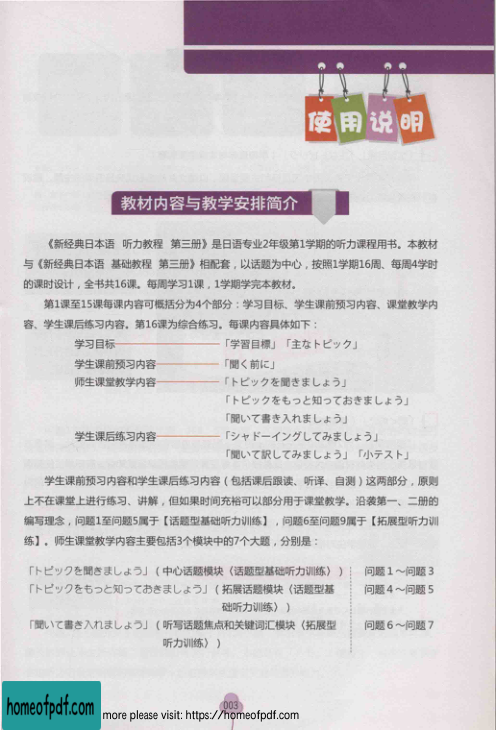 使用说明
教材内容与教学安排简介
《新经典日本语 听力教程 第三册》是日语专业2年级第1学期的听力课程用书。本教材
与《新经典日本语 基础教程 第三册》相配套，以话题为中心，按照1学期16周、每周4学时
的课时设计，全书共16课。每周学习1课，1学期学完本教材。
第1课至15课每课内容可概括分为4个部分：学习目标、学生课前预习内容、课堂教学内
容、学生课后练习内容。第16课为综合练习。每课内容具体如下：
学习目标 「学習目標」「主なトピック」
学生课前预习内容 「聞く前に」
师生课堂教学内容 「トピックを聞きましょう」
「トピックをもっと知っておきましょう」
「聞いて書き入れましょう」
学生课后练习内容 「シャドーイングしてみましょう」
「聞いて訳してみましょう」「小テスト」
学生课前预习内容和学生课后练习内容（包括课后跟读、听译、自测）这两部分，原则
上不在课堂上进行练习、讲解，但如果时间充裕可以部分用于课堂教学。沿袭第一、二册的
编写理念，问题1至问题5属于【话题型基础听力训练】，问题6至问题9属于【拓展型听力训
练】。师生课堂教学内容主要包括3个模块中的7个大题，分别是：
「トピックを聞きましょう」（中心话题模块〈话题型基础听力训练〉） 问题1～问题3
「トピックをもっと知っておきましょう」（拓展话题模块〈话题型基 问题4～问题5
础听力训练〉）
「聞いて書き入れましょう」（听写话题焦点和关键词汇模块〈拓展型 问题6～问题7
听力训练〉）
003
homeofpdf.com more please visit: https://homeofpdf.com